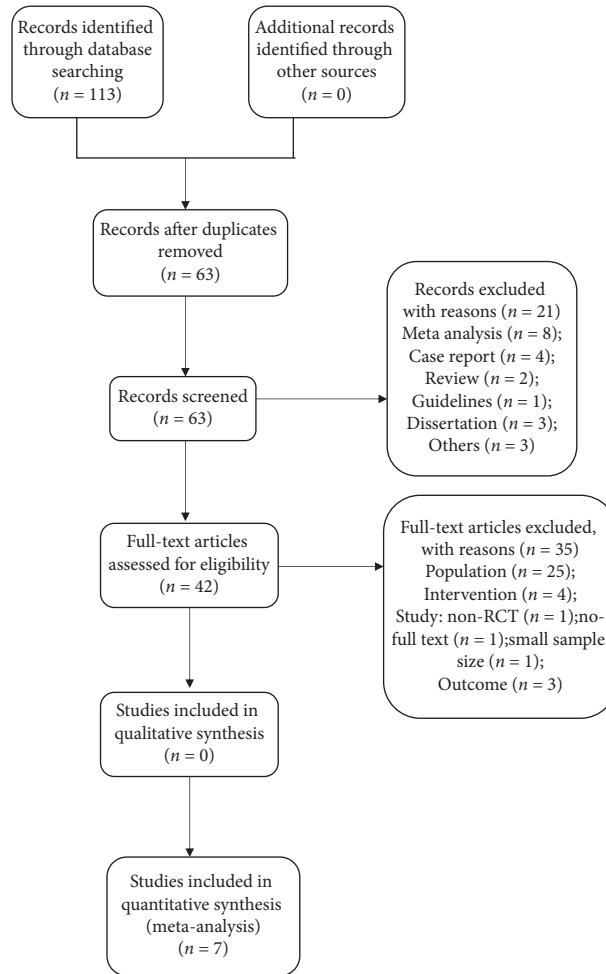 Records identified
through database
searching
(n = 113)
Additional records
identified through
other sources
(n = 0)
Records after duplicates
removed
(n = 63)
Records screened
(n = 63)
Records excluded
with reasons (n = 21)
Meta analysis (n = 8);
Case report (n = 4);
Review (n = 2);
Guidelines (n = 1);
Dissertation (n = 3);
Others (n = 3)
Full-text articles
assessed for eligibility
(n = 42)
Full-text articles excluded,
with reasons (n = 35)
Population (n = 25);
Intervention (n = 4);
Study: non-RCT (n = 1);no-
full text (n = 1);small sample
size (n = 1);
Outcome (n = 3)
Studies included in
qualitative synthesis
(n = 0)
Studies included in
quantitative synthesis
(meta-analysis)
n = 7)